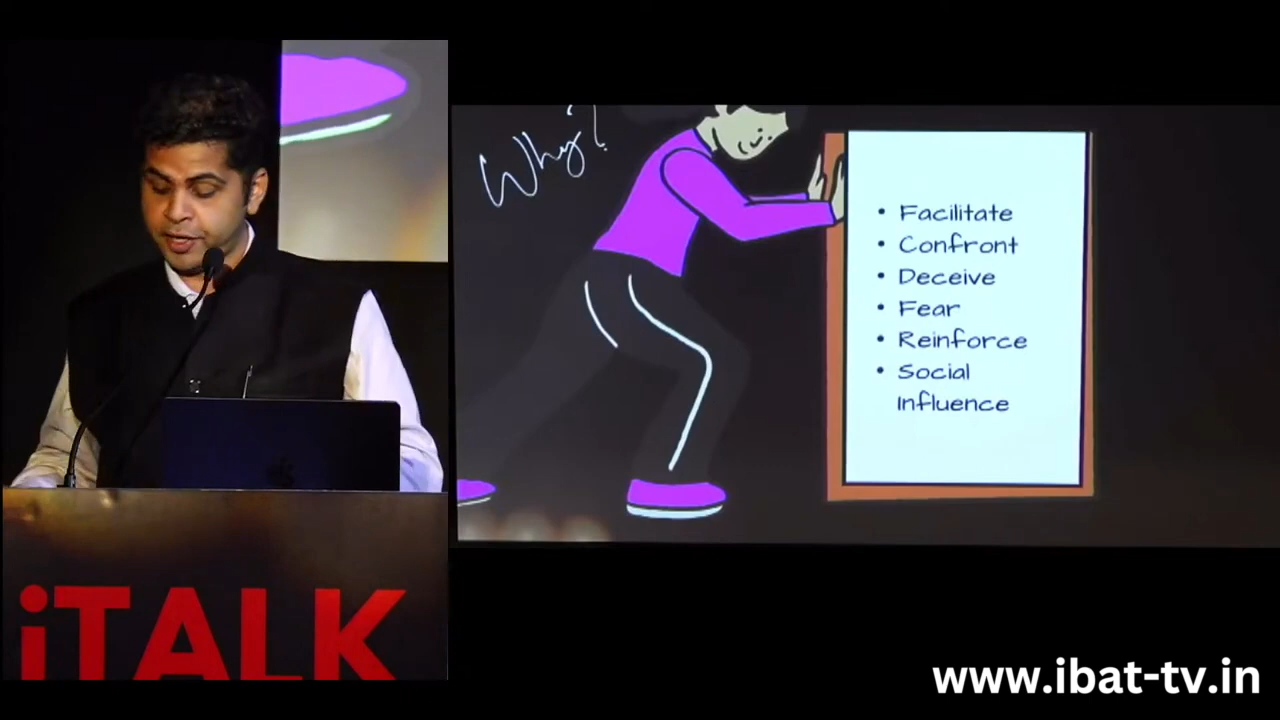 Why?
• Facilitate
• Confront
• Deceive
• Fear
• Reinforce
• Social
Influence
iTALK
www.ibat-tv.in